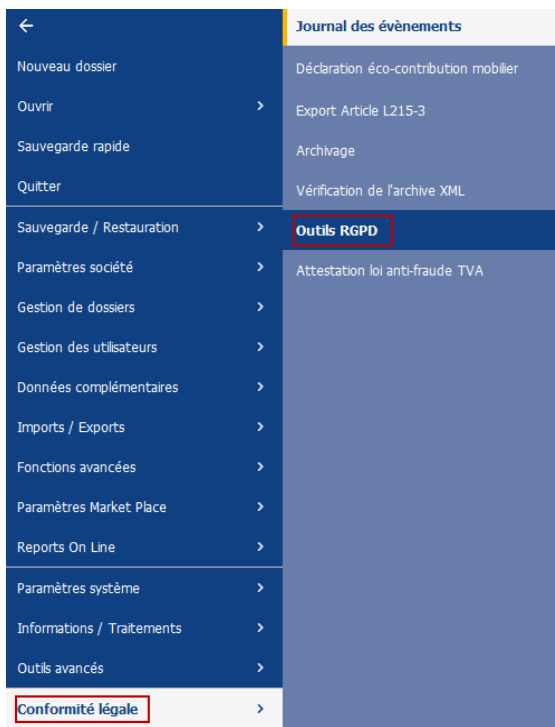 Nouveau dossier
Ouvrir
Sauvegarde rapide
Quitter
Sauvegarde / Restauration
Paramètres société
Gestion de dossiers
Gestion des utilisateurs
Données complémentaires
Imports / Exports
Fonctions avancées
Paramètres Market Place
Reports On Line
Paramètres système
Informations / Traitements
Outils avancés
Conformité légale
Journal des évènements
Déclaration éco-contribution mobilier
Export Article L215-3
Archivage
Vérification de l'archive XML
Outils RGPD
Attestation loi anti-fraude TVA